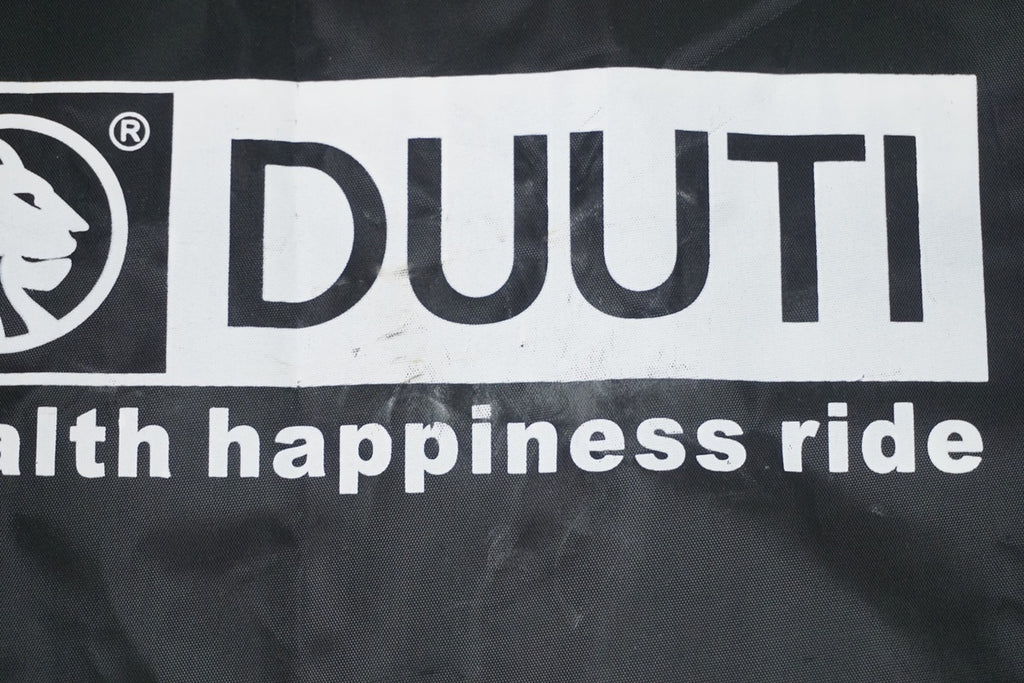 ® DUUTI
alth happiness ride